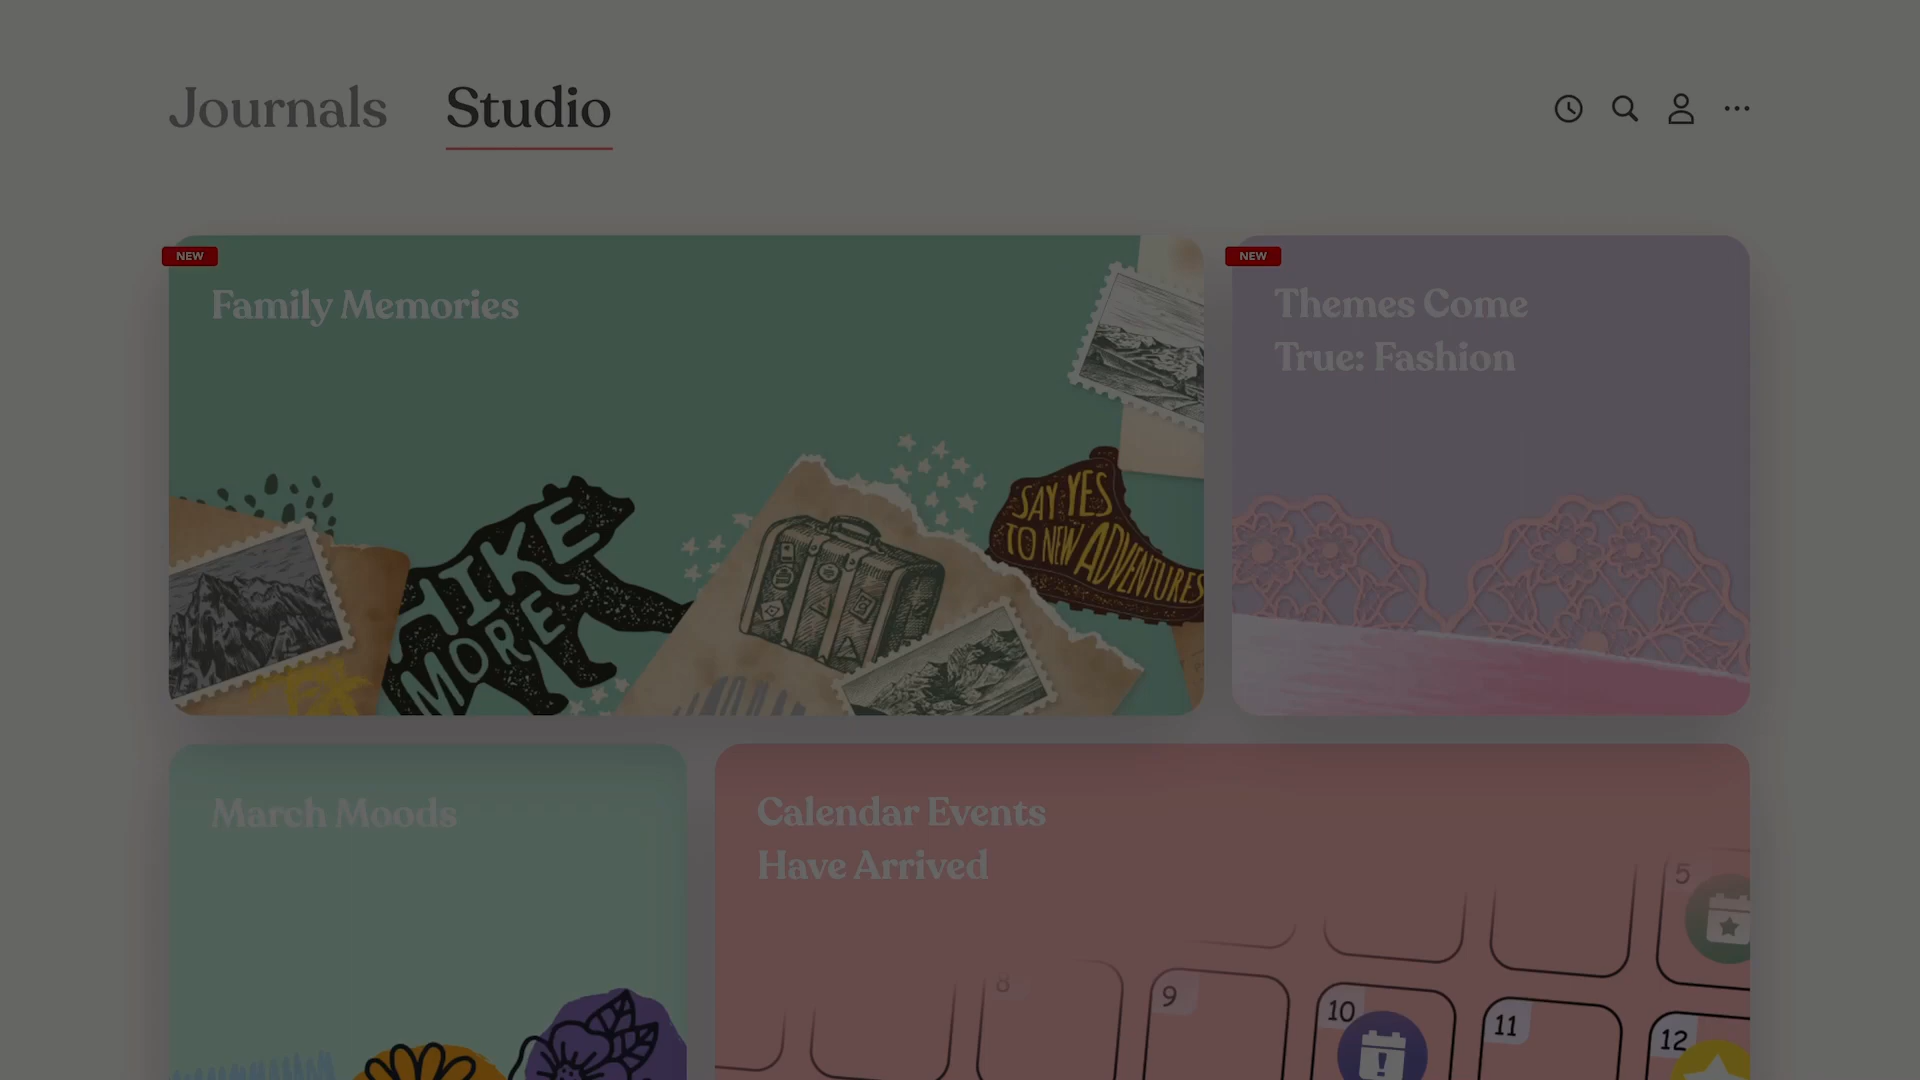 Journals Studio
NEW
Family Memories
HIKE
MORE
SAY YES
TO NEW ADVENTURES
NEW
Themes Come
True: Fashion
March Moods
Calendar Events
Have Arrived
5
8
9
10
11
12